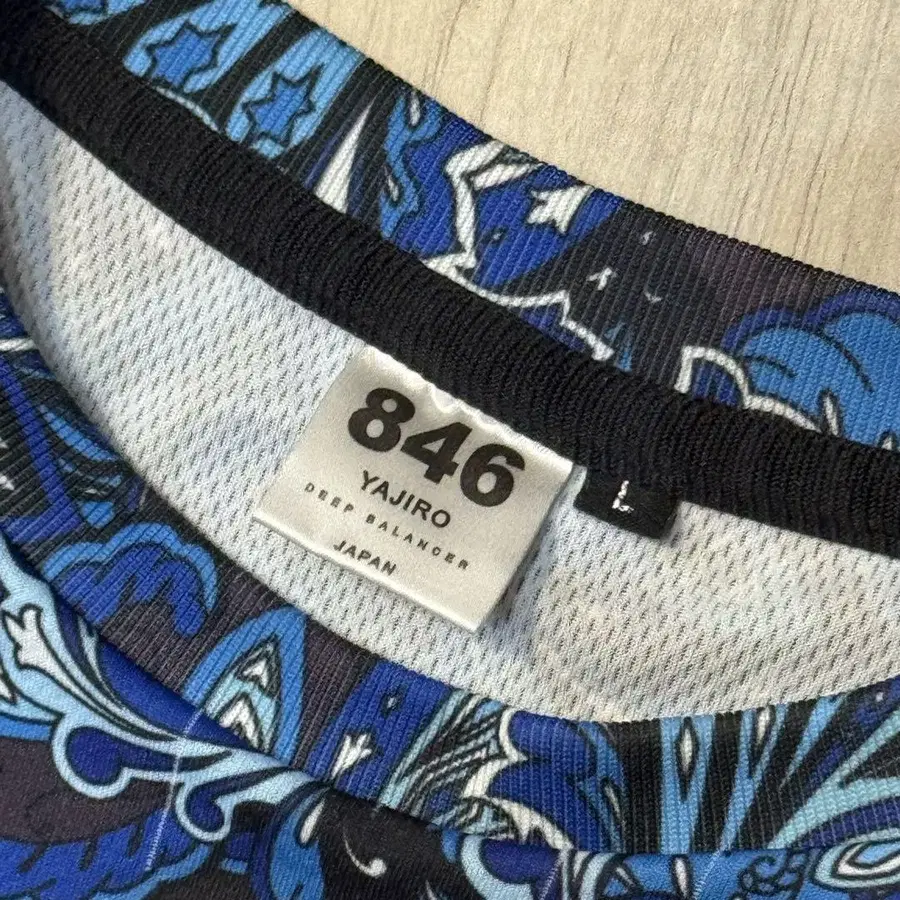 846
YAJIRO
DEEP BALANCER
JAPAN
L